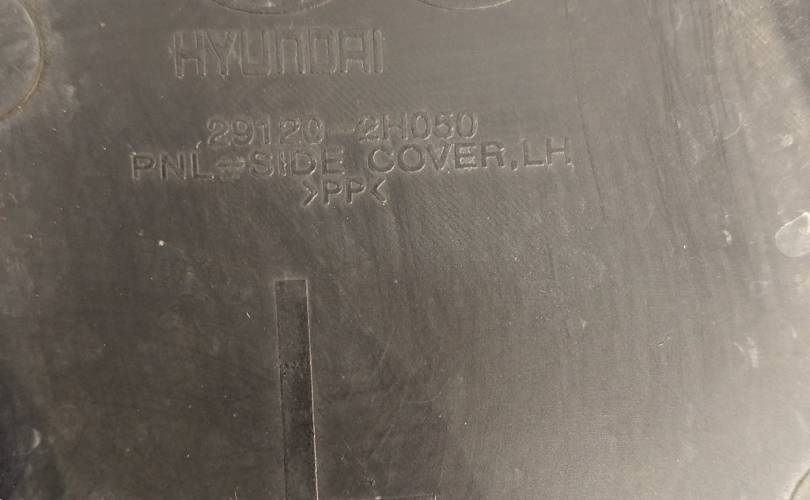 HYUNDAI
29120-2H050
PNL-SIDE COVER,LH
>PP<